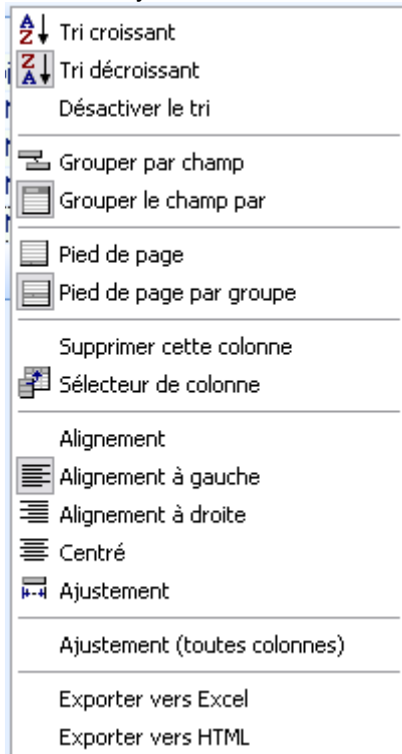 Tri croissant
Tri décroissant
Désactiver le tri
Grouper par champ
Grouper le champ par
Pied de page
Pied de page par groupe
Supprimer cette colonne
Sélecteur de colonne
Alignement
Alignement à gauche
Alignement à droite
Centré
Ajustement
Ajustement (toutes colonnes)
Exporter vers Excel
Exporter vers HTML